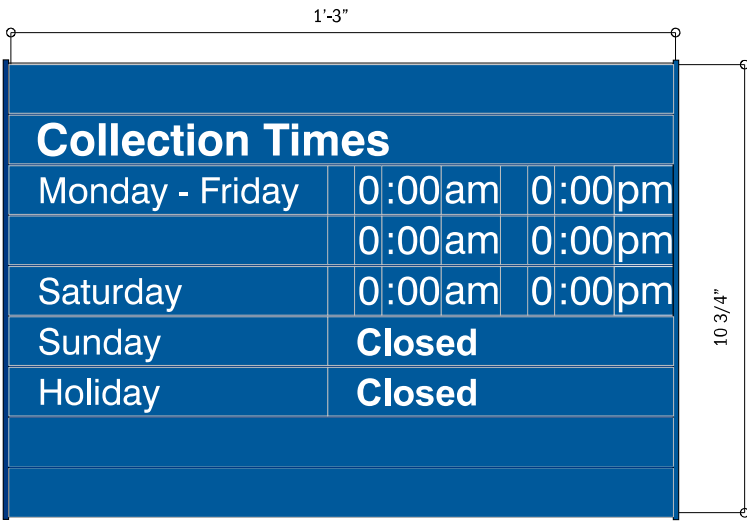 1'-3”
Collection Times
Monday - Friday 0:00am 0:00pm
0:00am 0:00pm
Saturday 0:00am 0:00pm
Sunday Closed
Holiday Closed
10 3/4”